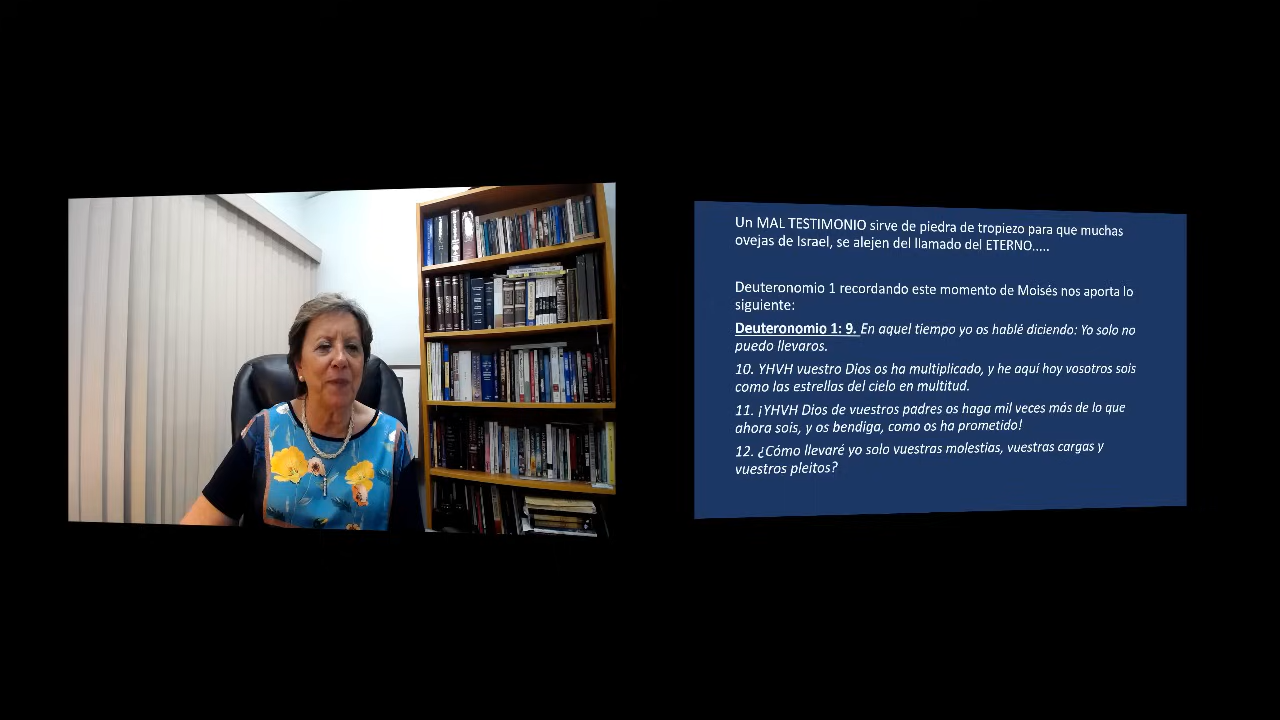 Un MAL TESTIMONIO sirve de piedra de tropiezo para que muchas
ovejas de Israel, se alejen del llamado del ETERNO.....
Deuteronomio 1 recordando este momento de Moisés nos aporta lo
siguiente:
Deuteronomio 1: 9. En aquel tiempo yo os hablé diciendo: Yo solo no
puedo llevaros.
10. YHVH vuestro Dios os ha multiplicado, y he aquí hoy vosotros sois
como las estrellas del cielo en multitud.
11. ¡YHVH Dios de vuestros padres os haga mil veces más de lo que
ahora sois, y os bendiga, como os ha prometido!
12. ¿Cómo llevaré yo solo vuestras molestias, vuestras cargas y
vuestros pleitos?